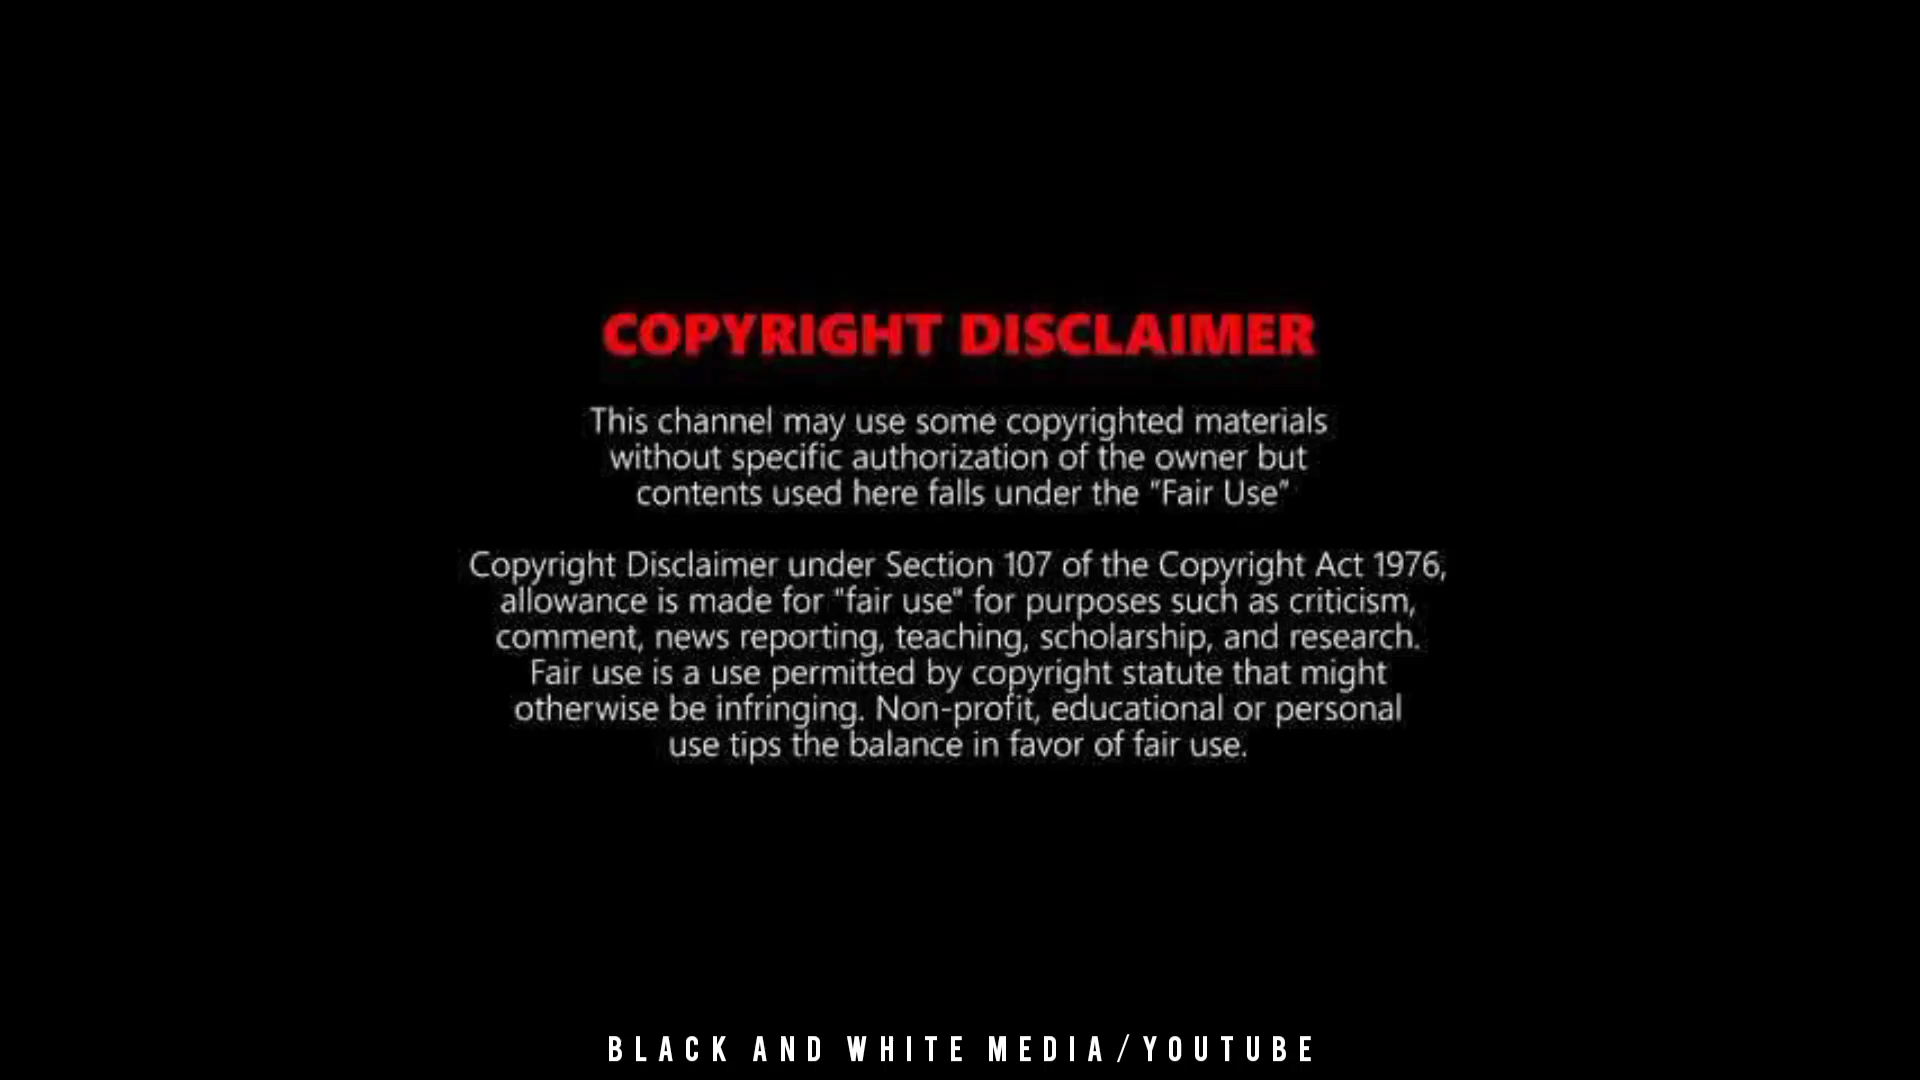 COPYRIGHT DISCLAIMER
This channel may use some copyrighted materials
without specific authorization of the owner but
contents used here falls under the "Fair Use"
Copyright Disclaimer under Section 107 of the Copyright Act 1976,
allowance is made for "fair use" for purposes such as criticism,
comment, news reporting, teaching, scholarship, and research.
Fair use is a use permitted by copyright statute that might
otherwise be infringing. Non-profit, educational or personal
use tips the balance in favor of fair use.
BLACK AND WHITE MEDIA/YOUTUBE